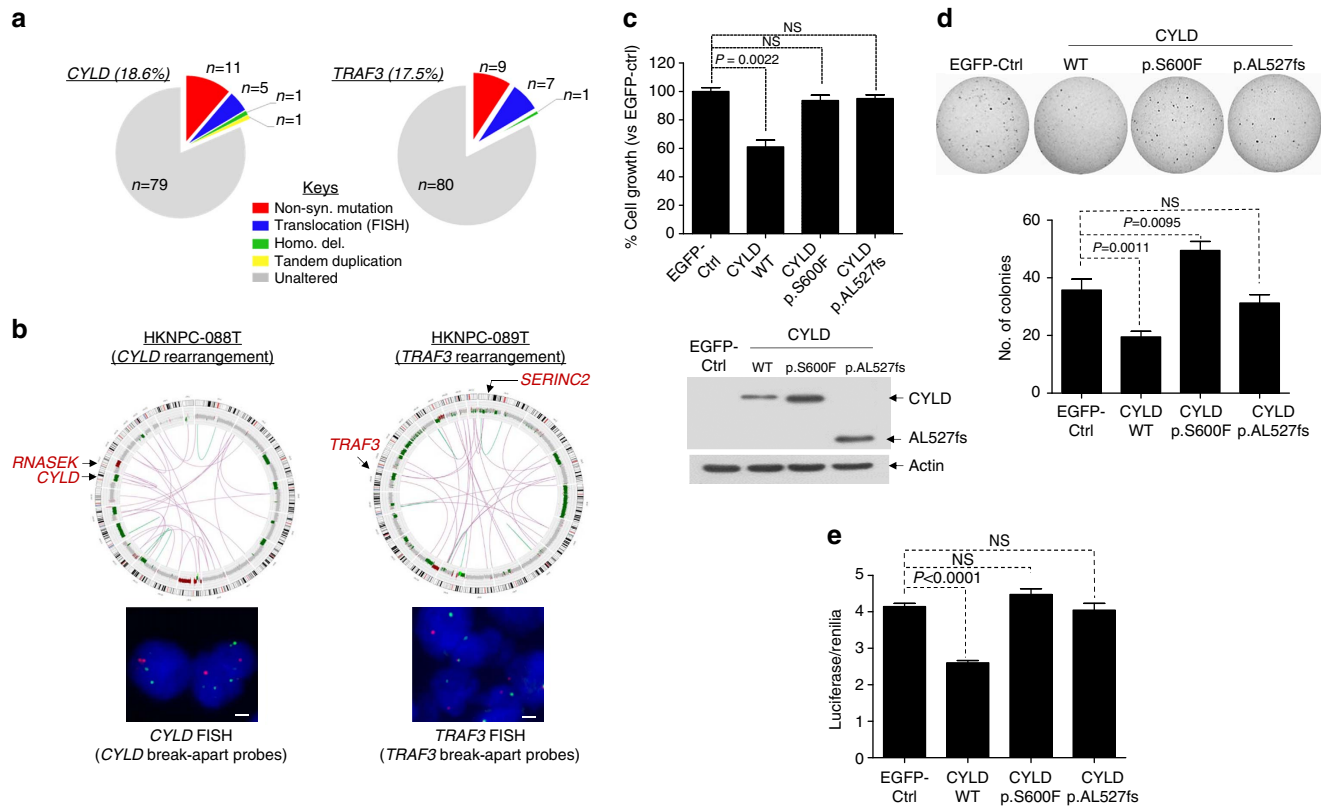 a
CYLD (18.6%)
n=11
n=5
n=1
n=1
n=79
TRAF3 (17.5%)
n=9
n=7
n=1
n=80
Keys
Non-syn. mutation
Translocation (FISH)
Homo. del.
Tandem duplication
Unaltered
b
HKNPC-088T
(CYLD rearrangement)
RNASEK
CYLD
CYLD FISH
(CYLD break-apart probes)
HKNPC-089T
(TRAF3 rearrangement)
SERINC2
TRAF3
TRAF3 FISH
(TRAF3 break-apart probes)
c
NS
NS
P = 0.0022
% Cell growth (vs EGFP-ctrl)
120
100
80
60
40
20
0
EGFP-
Ctrl
CYLD
WT
CYLD
p.S600F
CYLD
p.AL527fs
CYLD
EGFP-
Ctrl
WT
p.S600F
p.AL527fs
CYLD
AL527fs
Actin
d
CYLD
EGFP-Ctrl
WT
p.S600F
p.AL527fs
NS
P=0.0095
P=0.0011
No. of colonies
60
40
20
0
EGFP-
Ctrl
CYLD
WT
CYLD
p.S600F
CYLD
p.AL527fs
e
NS
NS
P<0.0001
Luciferase/renilia
5
4
3
2
1
0
EGFP-
Ctrl
CYLD
WT
CYLD
p.S600F
CYLD
p.AL527fs